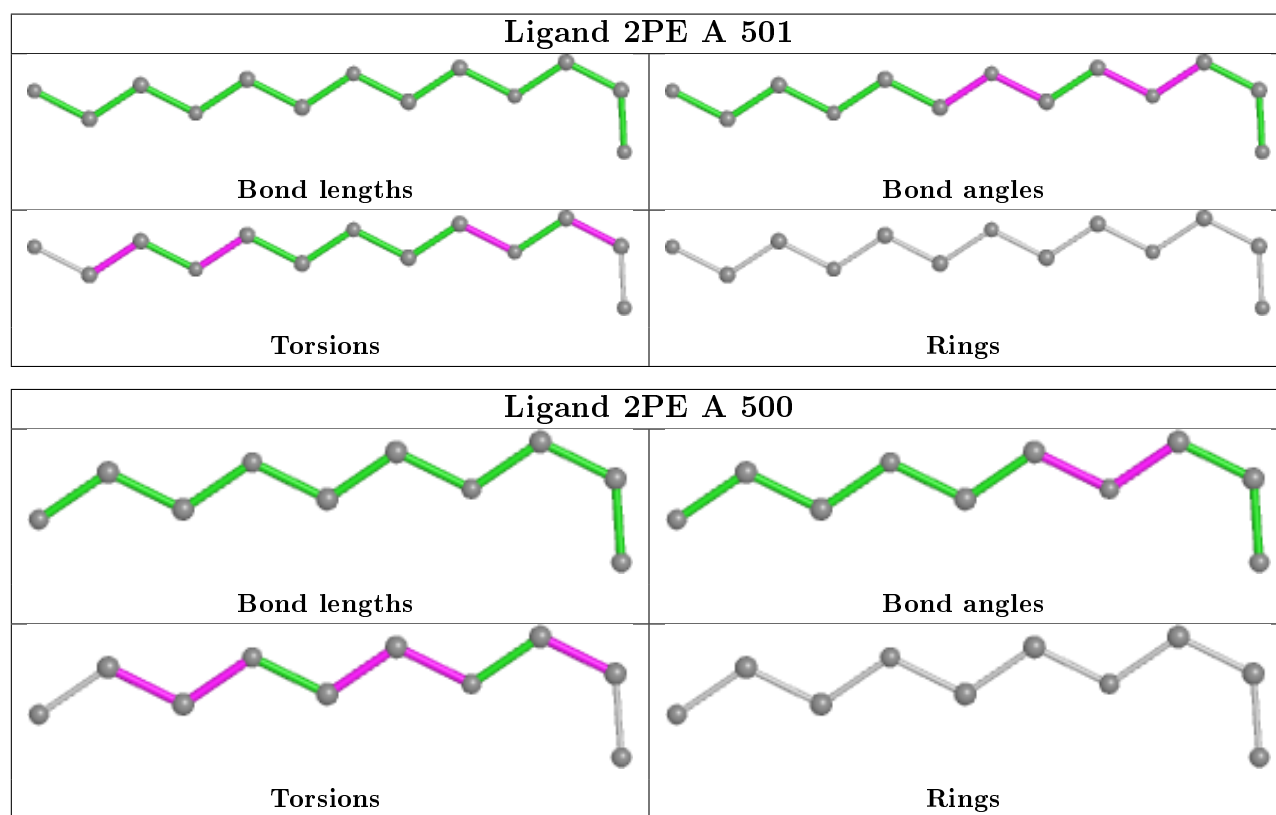 Ligand 2PE A 501
Bond lengths
Bond angles
Torsions
Rings
Ligand 2PE A 500
Bond lengths
Bond angles
Torsions
Rings